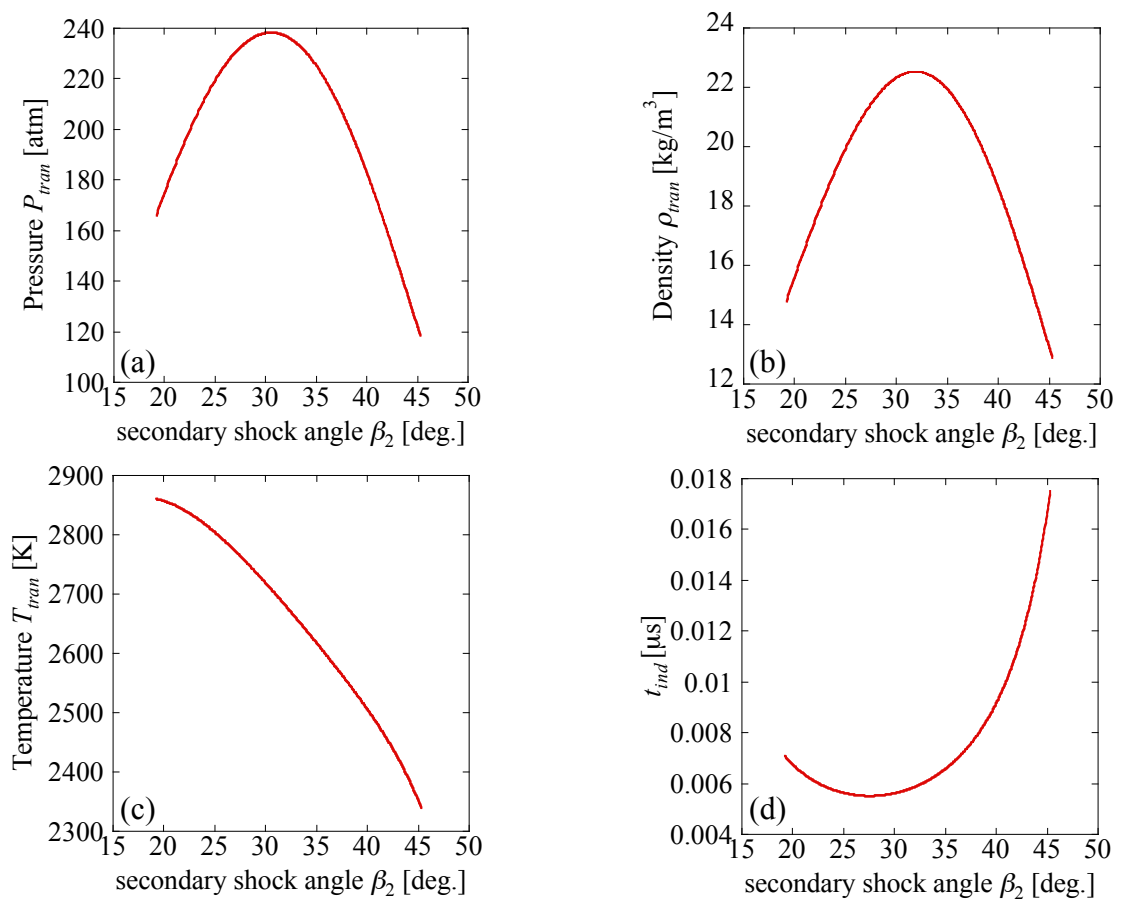 240
220
200
180
160
140
120
100
Pressure P_tran [atm]
(a)
15 20 25 30 35 40 45 50
secondary shock angle β₂ [deg.]
24
22
20
18
16
14
12
Density ρ_tran [kg/m³]
(b)
15 20 25 30 35 40 45 50
secondary shock angle β₂ [deg.]
2900
2800
2700
2600
2500
2400
2300
Temperature T_tran [K]
(c)
15 20 25 30 35 40 45 50
secondary shock angle β₂ [deg.]
0.018
0.016
0.014
0.012
0.01
0.008
0.006
0.004
t_ind [μs]
(d)
15 20 25 30 35 40 45 50
secondary shock angle β₂ [deg.]